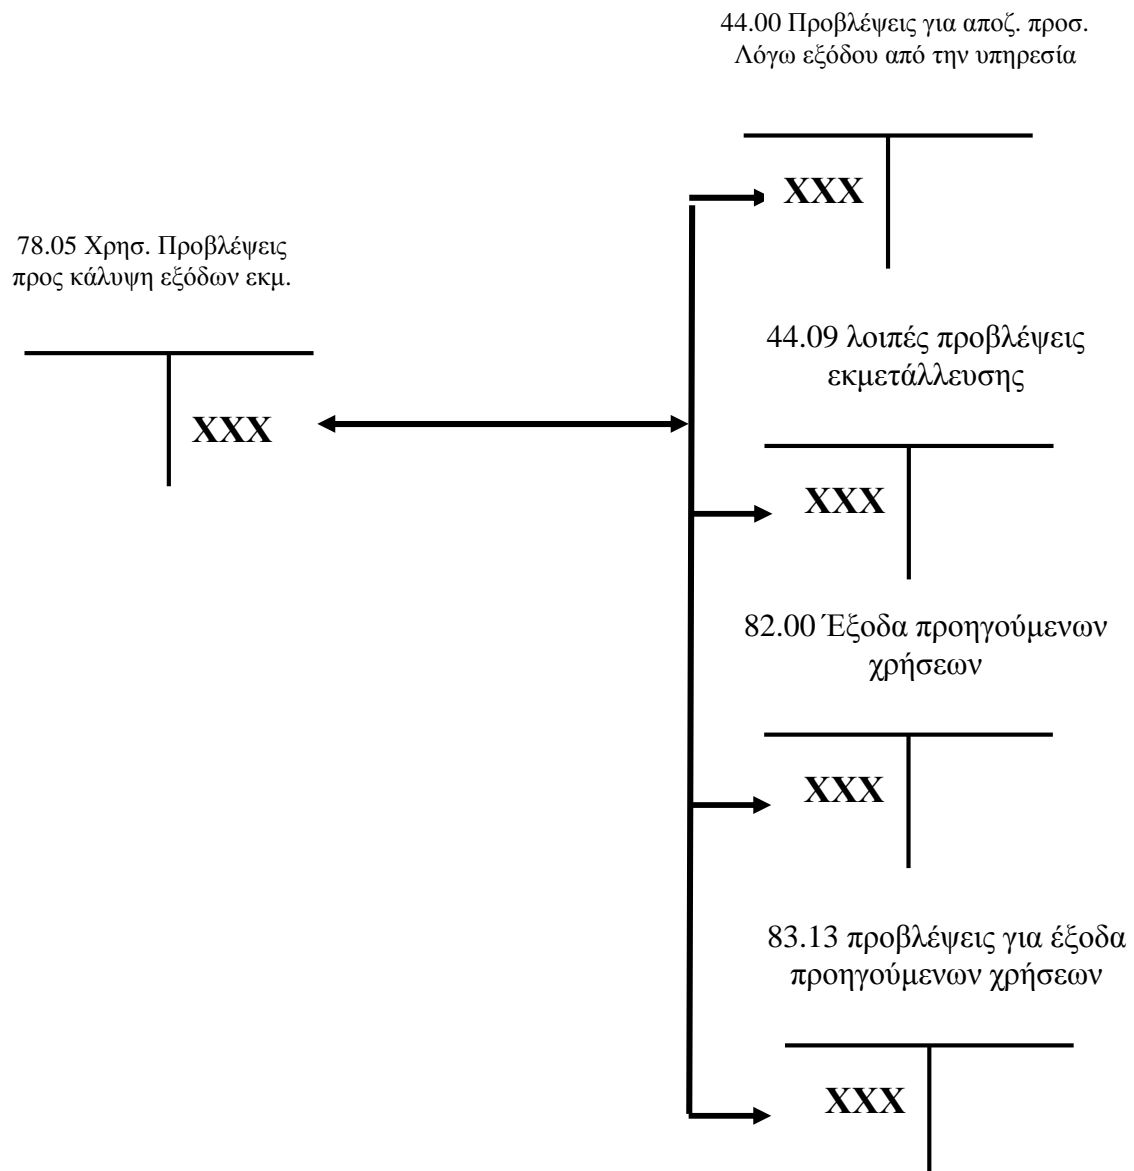 44.00 Προβλέψεις για αποζ. προσ.
Λόγω εξόδου από την υπηρεσία
XXX
78.05 Χρησ. Προβλέψεις
προς κάλυψη εξόδων εκμ.
XXX
44.09 λοιπές προβλέψεις
εκμετάλλευσης
XXX
82.00 Έξοδα προηγούμενων
χρήσεων
XXX
83.13 προβλέψεις για έξοδα
προηγούμενων χρήσεων
XXX